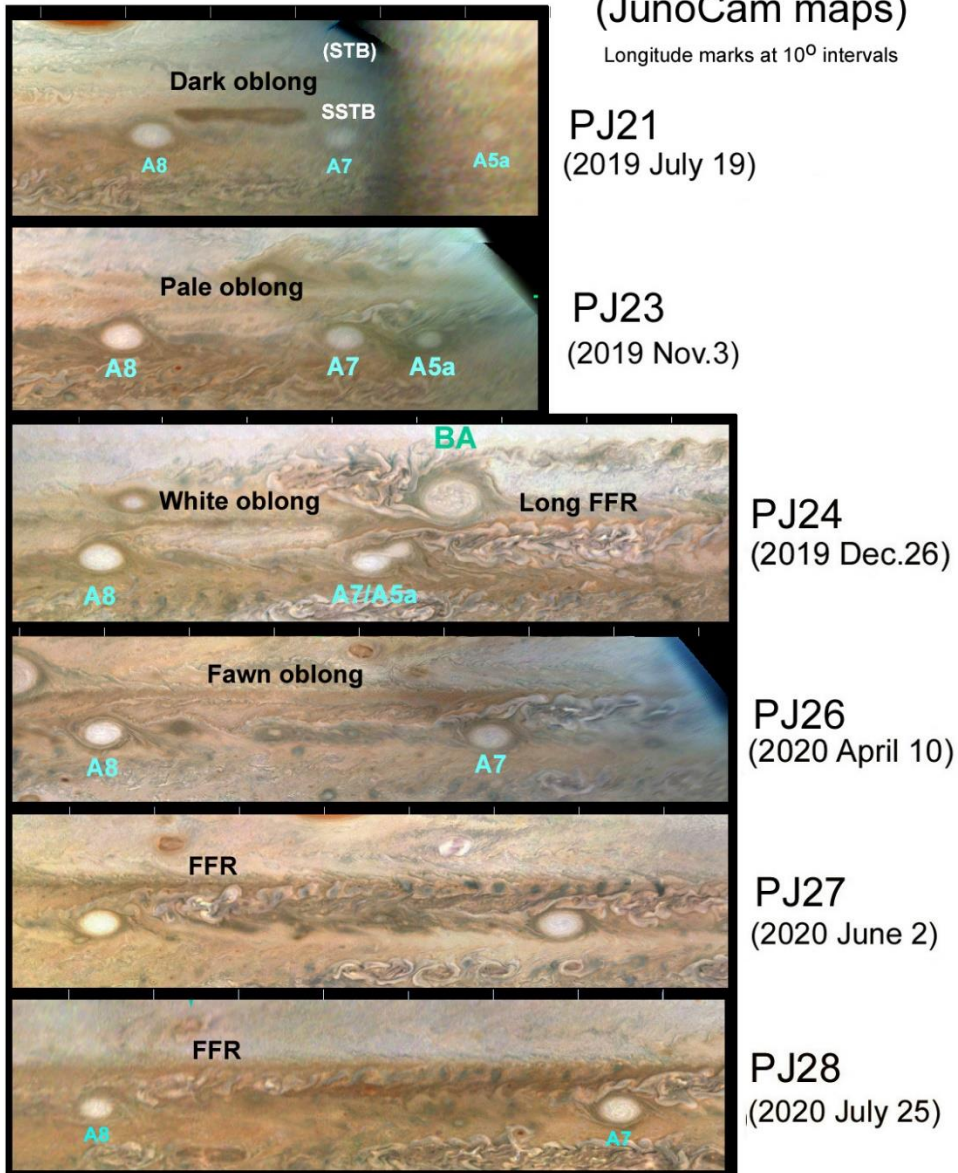 (JunoCam maps)
Longitude marks at 10º intervals
(STB)
Dark oblong
SSTB
A8
A7
A5a
PJ21
(2019 July 19)
Pale oblong
A8
A7
A5a
PJ23
(2019 Nov.3)
BA
White oblong
Long FFR
A8
A7/A5a
PJ24
(2019 Dec.26)
Fawn oblong
A8
A7
PJ26
(2020 April 10)
FFR
PJ27
(2020 June 2)
FFR
A8
A7
PJ28
(2020 July 25)